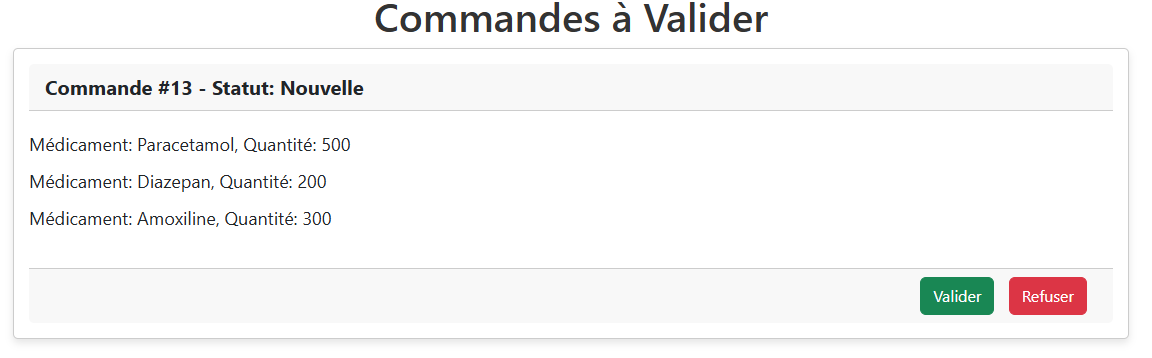 Commandes à Valider
Commande #13 - Statut: Nouvelle
Médicament: Paracetamol, Quantité: 500
Médicament: Diazepan, Quantité: 200
Médicament: Amoxiline, Quantité: 300
Valider Refuser